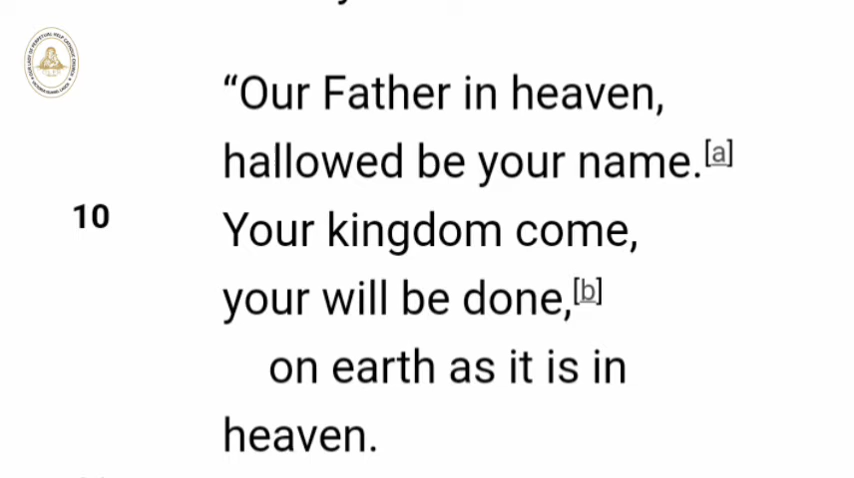 “Our Father in heaven,
hallowed be your name.[a]
10 Your kingdom come,
your will be done,[b]
on earth as it is in
heaven.